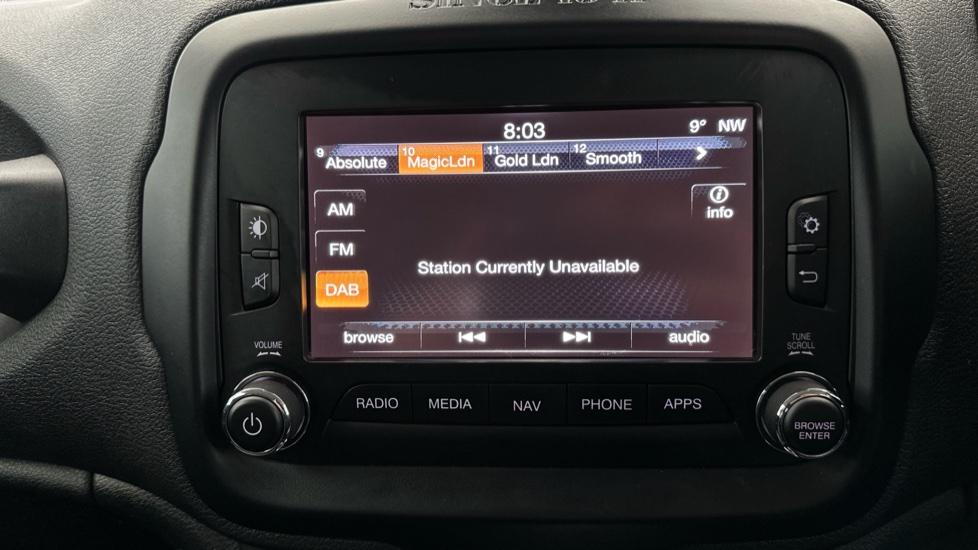 8:03 9° NW
9 Absolute 10 MagicLdn 11 Gold Ldn 12 Smooth >
AM
info
FM
Station Currently Unavailable
DAB
browse audio
VOLUME
TUNE
SCROLL
RADIO MEDIA NAV PHONE APPS
BROWSE
ENTER